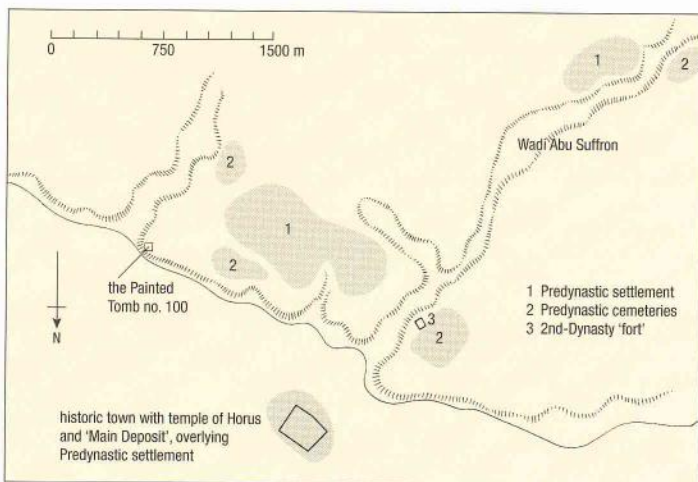 0 750 1500 m
1
2
Wadi Abu Suffron
2
1
2
the Painted
Tomb no. 100
N
3
2
1 Predynastic settlement
2 Predynastic cemeteries
3 2nd-Dynasty ‘fort’
historic town with temple of Horus
and ‘Main Deposit’, overlying
Predynastic settlement